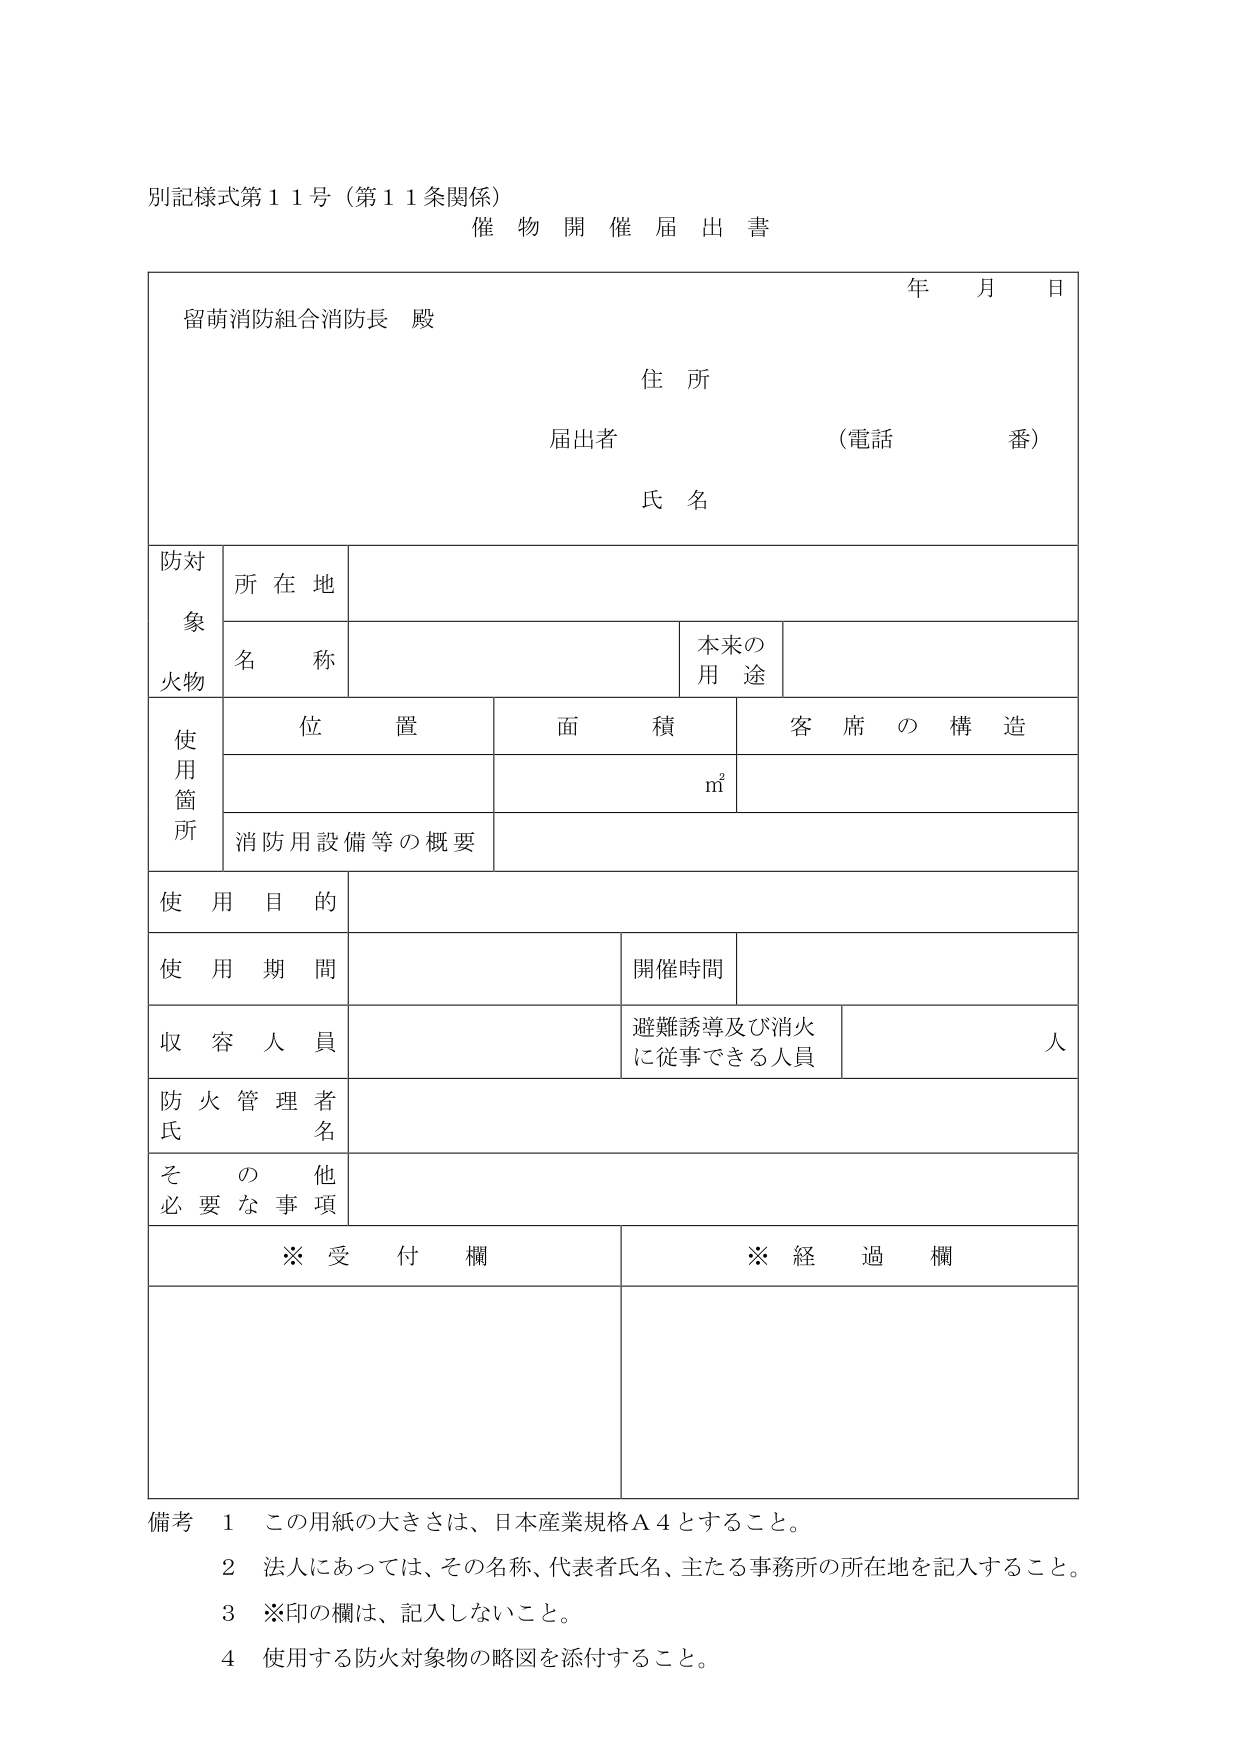 別記様式第１１号（第１１条関係）
催　物　開　催　届　出　書
年　　月　　日
留萌消防組合消防長　殿
住　所
届出者　　　　　　　　　（電話　　　　　番）
氏　名
防対
象
火物
所在地
名称
本来の
用　途
使
用
箇
所
位置
面積
客席の構造
㎡
消防用設備等の概要
使用目的
使用期間
開催時間
収容人員
避難誘導及び消火
に従事できる人員
人
防火管理者
氏名
その他
必要な事項
※　受　付　欄
※　経　過　欄
備考　１　この用紙の大きさは、日本産業規格Ａ４とすること。
２　法人にあっては、その名称、代表者氏名、主たる事務所の所在地を記入すること。
３　※印の欄は、記入しないこと。
４　使用する防火対象物の略図を添付すること。